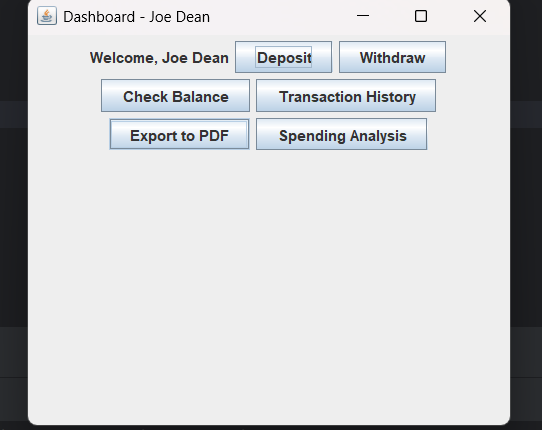 Dashboard - Joe Dean
Welcome, Joe Dean Deposit Withdraw
Check Balance Transaction History
Export to PDF Spending Analysis